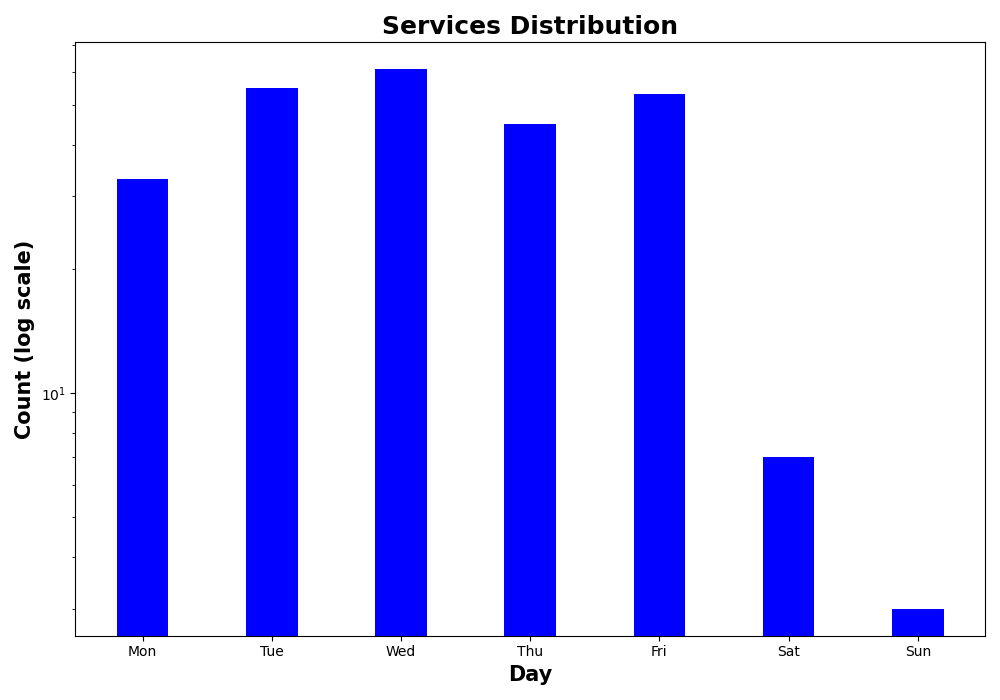 Services Distribution
Count (log scale)
10¹
Mon Tue Wed Thu Fri Sat Sun
Day